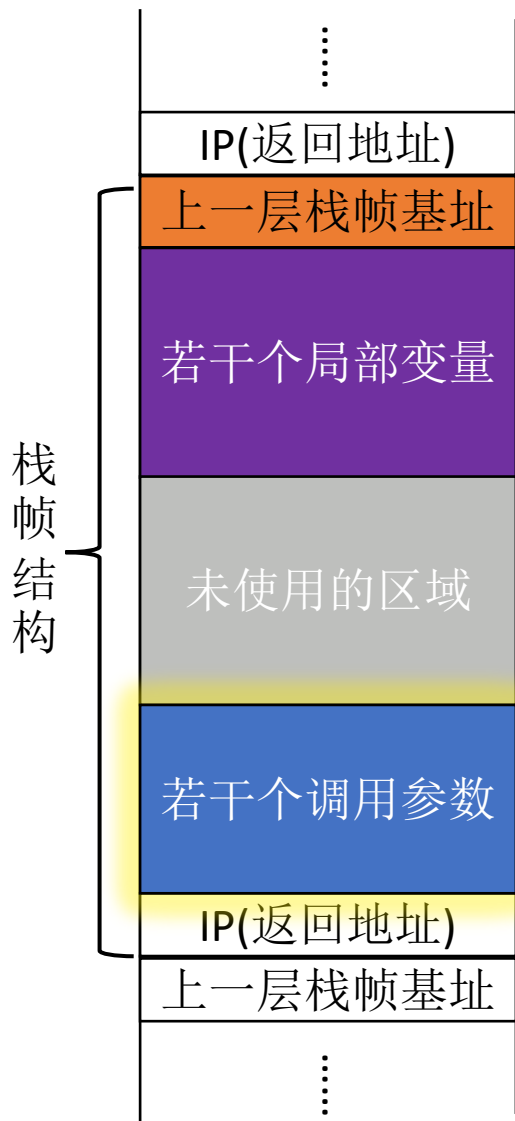 ……
IP(返回地址)
上一层栈帧基址
若干个局部变量
栈帧结构
未使用的区域
若干个调用参数
IP(返回地址)
上一层栈帧基址
……